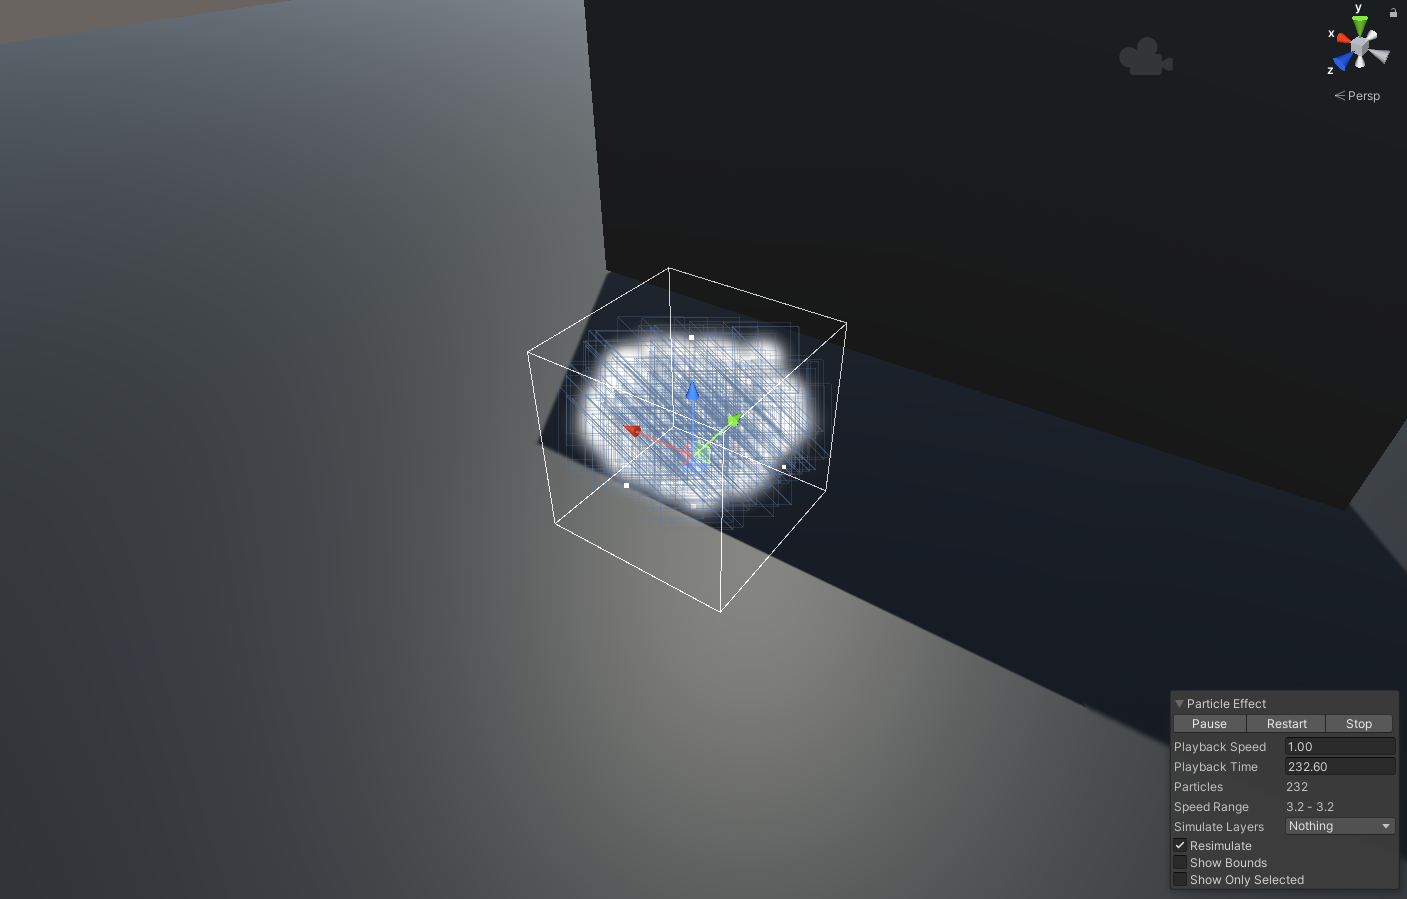 y
x
z
Persp
Particle Effect
Pause Restart Stop
Playback Speed 1.00
Playback Time 232.60
Particles 232
Speed Range 3.2 - 3.2
Simulate Layers Nothing
Resimulate
Show Bounds
Show Only Selected